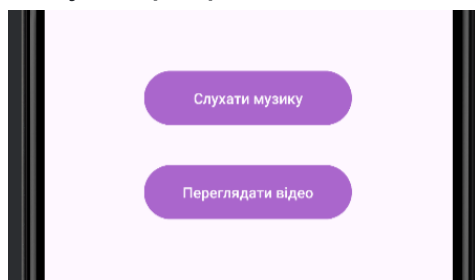 Слухати музику
Переглядати відео